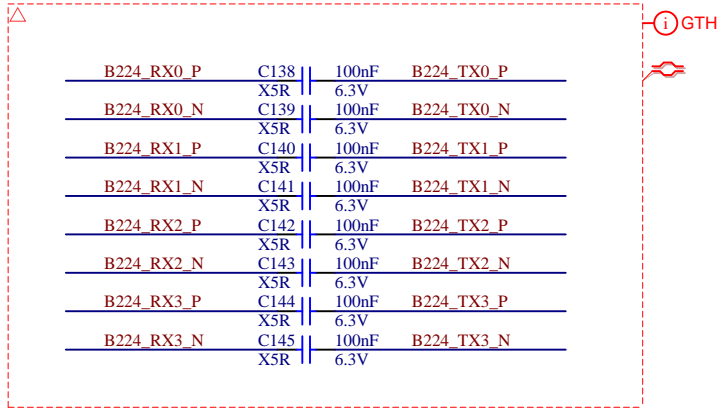 i GTH
B224_RX0_P C138 100nF B224_TX0_P
X5R 6.3V
B224_RX0_N C139 100nF B224_TX0_N
X5R 6.3V
B224_RX1_P C140 100nF B224_TX1_P
X5R 6.3V
B224_RX1_N C141 100nF B224_TX1_N
X5R 6.3V
B224_RX2_P C142 100nF B224_TX2_P
X5R 6.3V
B224_RX2_N C143 100nF B224_TX2_N
X5R 6.3V
B224_RX3_P C144 100nF B224_TX3_P
X5R 6.3V
B224_RX3_N C145 100nF B224_TX3_N
X5R 6.3V